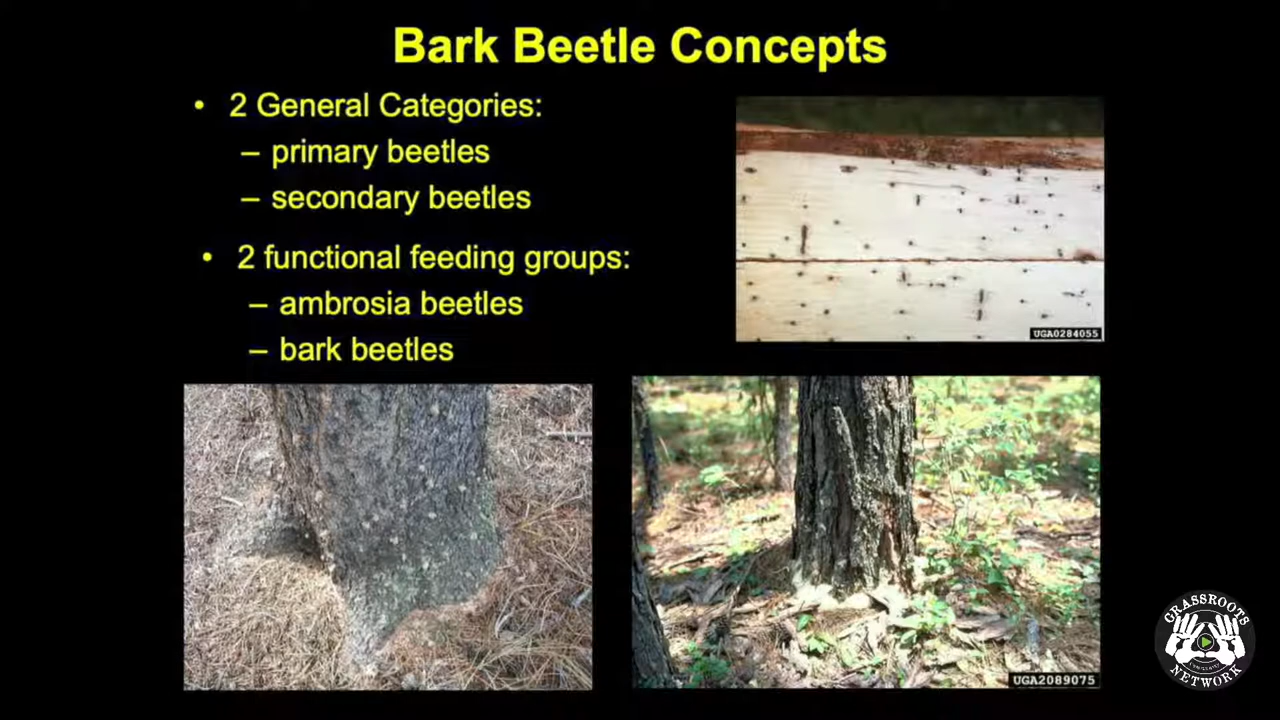 Bark Beetle Concepts
• 2 General Categories:
– primary beetles
– secondary beetles
• 2 functional feeding groups:
– ambrosia beetles
– bark beetles
UGA0284055
UGA2089075
GRASSROOTS
NETWORK